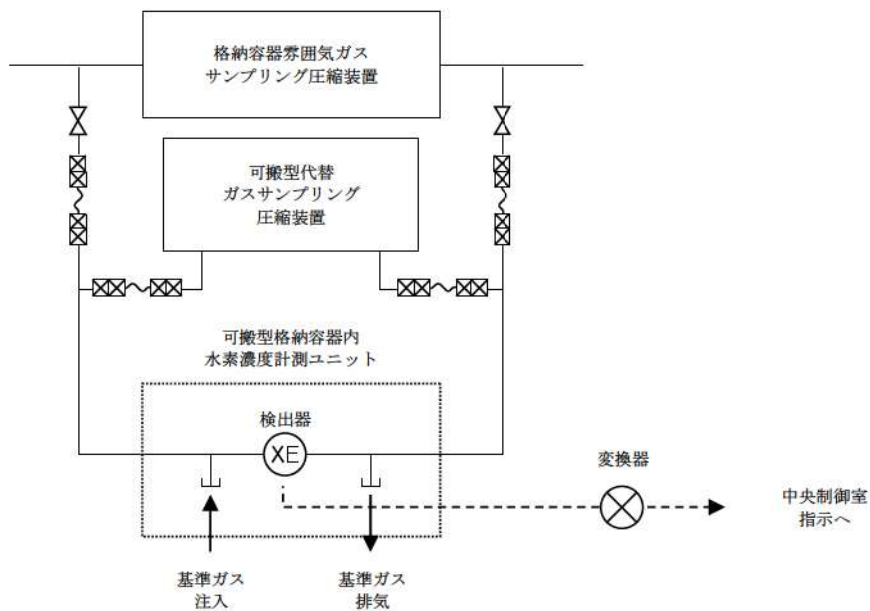 格納容器雰囲気ガス
サンプリング圧縮装置
可搬型代替
ガスサンプリング
圧縮装置
可搬型格納容器内
水素濃度計測ユニット
検出器
XE
変換器
中央制御室
指示へ
基準ガス
注入
基準ガス
排気